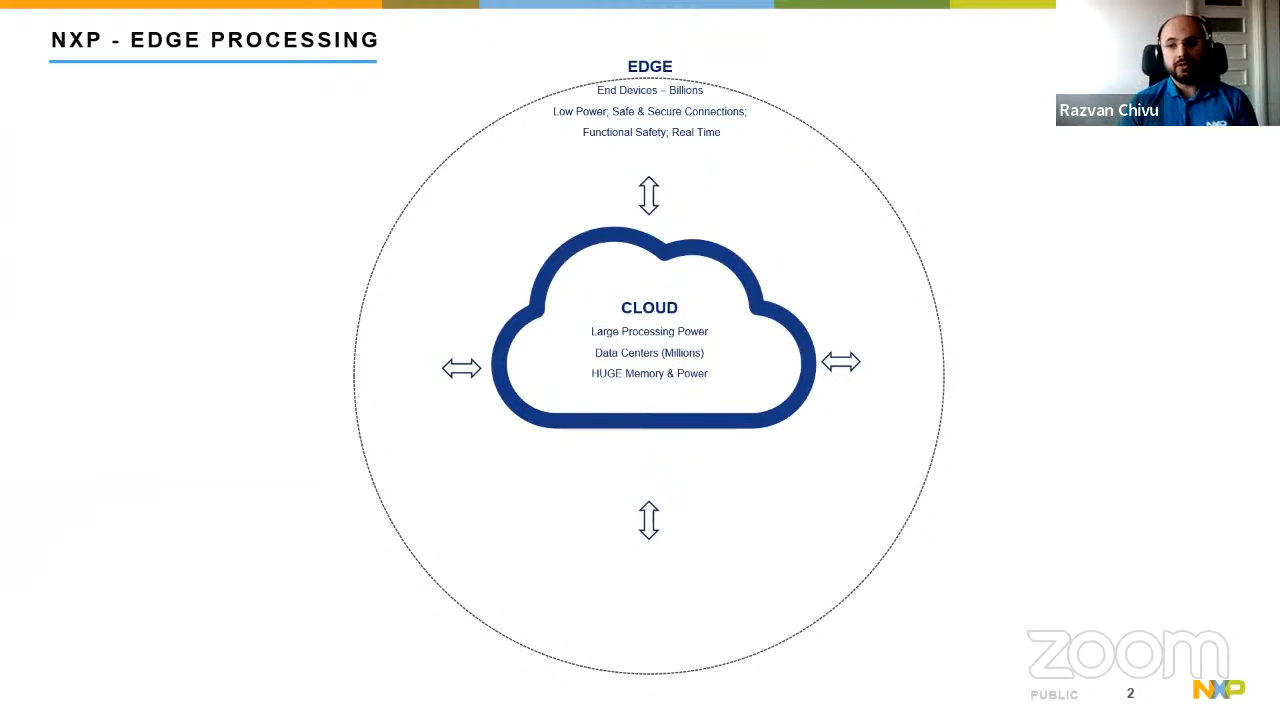 NXP - EDGE PROCESSING
EDGE
End Devices – Billions
Low Power; Safe & Secure Connections;
Functional Safety; Real Time
CLOUD
Large Processing Power
Data Centers (Millions)
HUGE Memory & Power
Razvan Chivu
NXP
zoom
PUBLIC
2
NXP